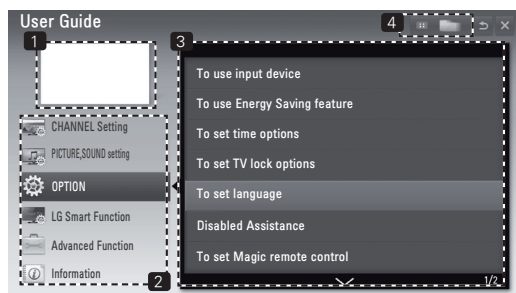 User Guide
4
1
3
To use input device
To use Energy Saving feature
To set time options
To set TV lock options
To set language
Disabled Assistance
To set Magic remote control
1/2
CHANNEL Setting
PICTURE,SOUND setting
OPTION
LG Smart Function
Advanced Function
Information
2